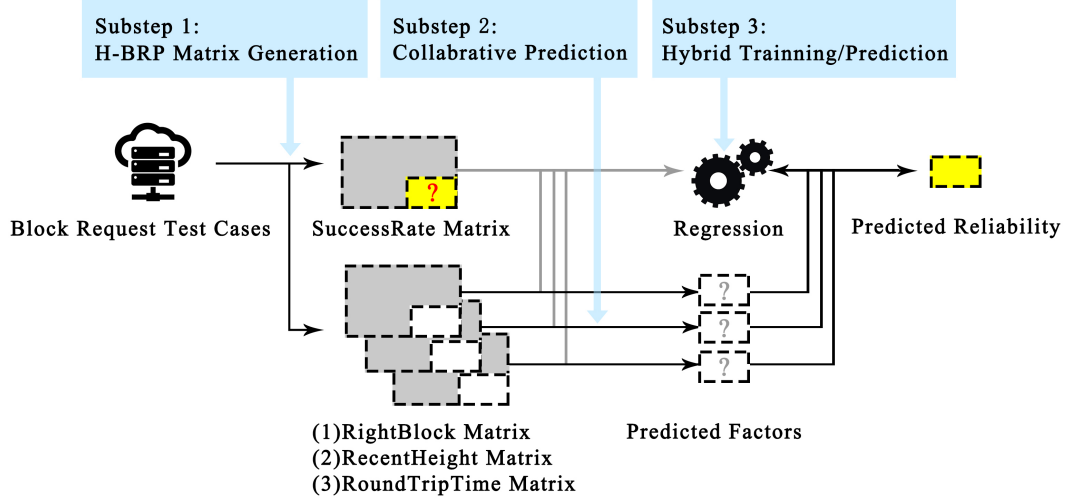 Substep 1:
H-BRP Matrix Generation
Substep 2:
Collabrative Prediction
Substep 3:
Hybrid Trainning/Prediction
?
Block Request Test Cases
SuccessRate Matrix
Regression
Predicted Reliability
?
?
?
(1)RightBlock Matrix
(2)RecentHeight Matrix
(3)RoundTripTime Matrix
Predicted Factors